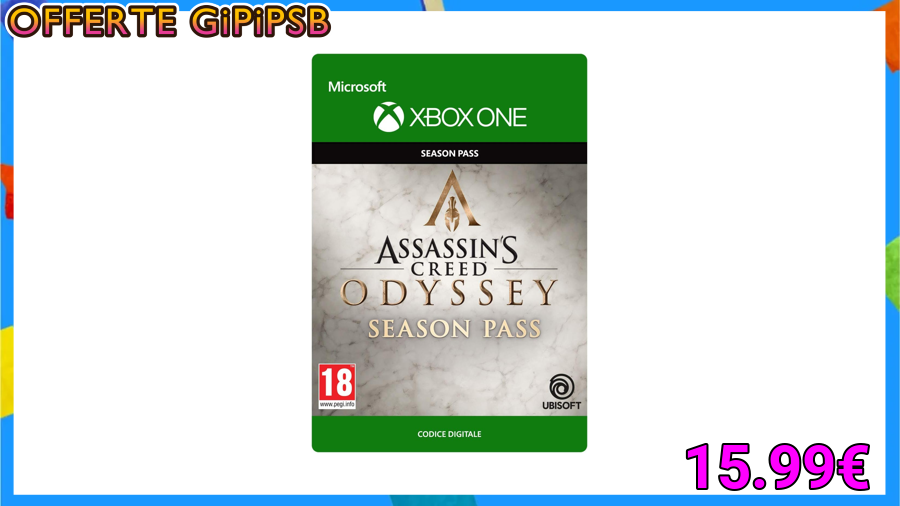 OFFERTE GiPiPSB
Microsoft
XBOX ONE
SEASON PASS
ASSASSIN'S
CREED
ODYSSEY
SEASON PASS
18
www.pegi.info
UBISOFT
CODICE DIGITALE
15.99€